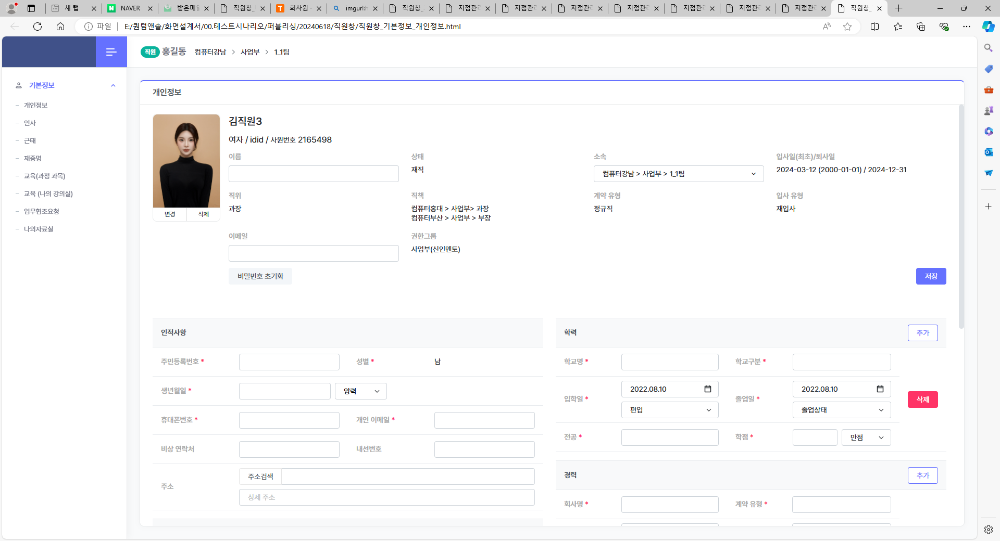 새 탭
NAVER
받은메일
직원창_
회사원 -
imgurl:h
직원창_
지점관리
지점관리
지점관리
지점관리
지점관리
지점관리
지점관리
직원창_
파일
E:/퀀텀앤솔/화면설계서/00.테스트시나리오/퍼블리싱/20240618/직원창/직원창_기본정보_개인정보.html
직원 홍길동 컴퓨터강남 > 사업부 > 1_1팀
기본정보
개인정보
인사
근태
재증명
교육(과정 과목)
교육 (나의 강의실)
업무협조요청
나의자료실
개인정보
변경 삭제
김직원3
여자 / idid / 사원번호 2165498
이름 상태 소속 입사일(최초)/퇴사일
재직 컴퓨터강남 > 사업부 > 1_1팀 2024-03-12 (2000-01-01) / 2024-12-31
직위 직책 계약 유형 입사 유형
과장 컴퓨터홍대 > 사업부> 과장 정규직 재입사
컴퓨터부산 > 사업부 > 부장
이메일 권한그룹
사업부(신인멘토)
비밀번호 초기화 저장
인적사항
주민등록번호 * 성별 * 남
생년월일 * 양력
휴대폰번호 * 개인 이메일 *
비상 연락처 내선번호
주소 주소검색
상세 주소
학력 추가
학교명 * 학교구분 *
입학일 * 2022.08.10 졸업일 * 2022.08.10
편입 졸업상태
삭제
전공 * 학점 * 만점
경력 추가
회사명 * 계약 유형 *